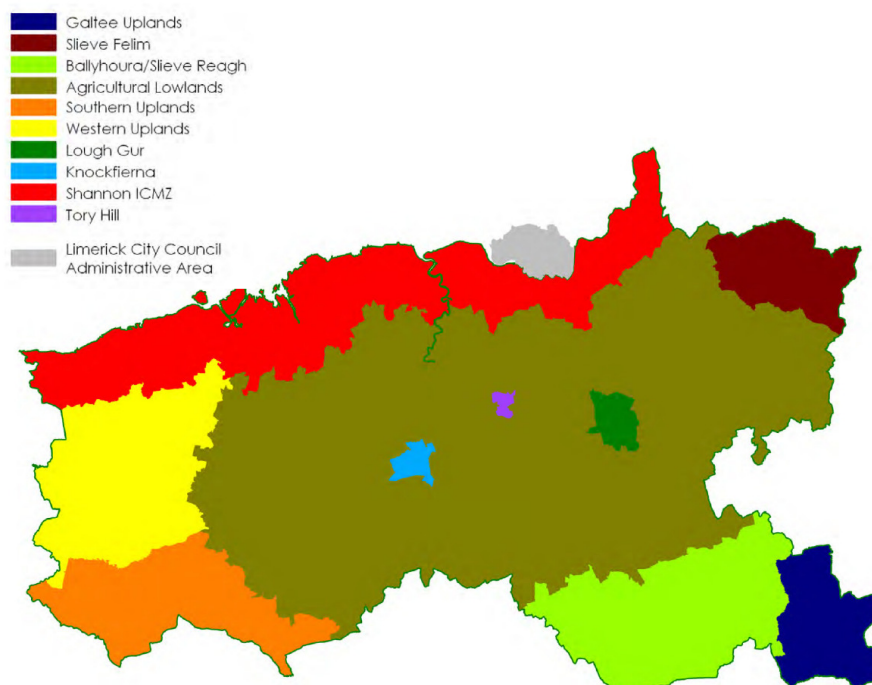 Galtee Uplands
Slieve Felim
Ballyhoura/Slieve Reagh
Agricultural Lowlands
Southern Uplands
Western Uplands
Lough Gur
Knockfierna
Shannon ICMZ
Tory Hill
Limerick City Council
Administrative Area